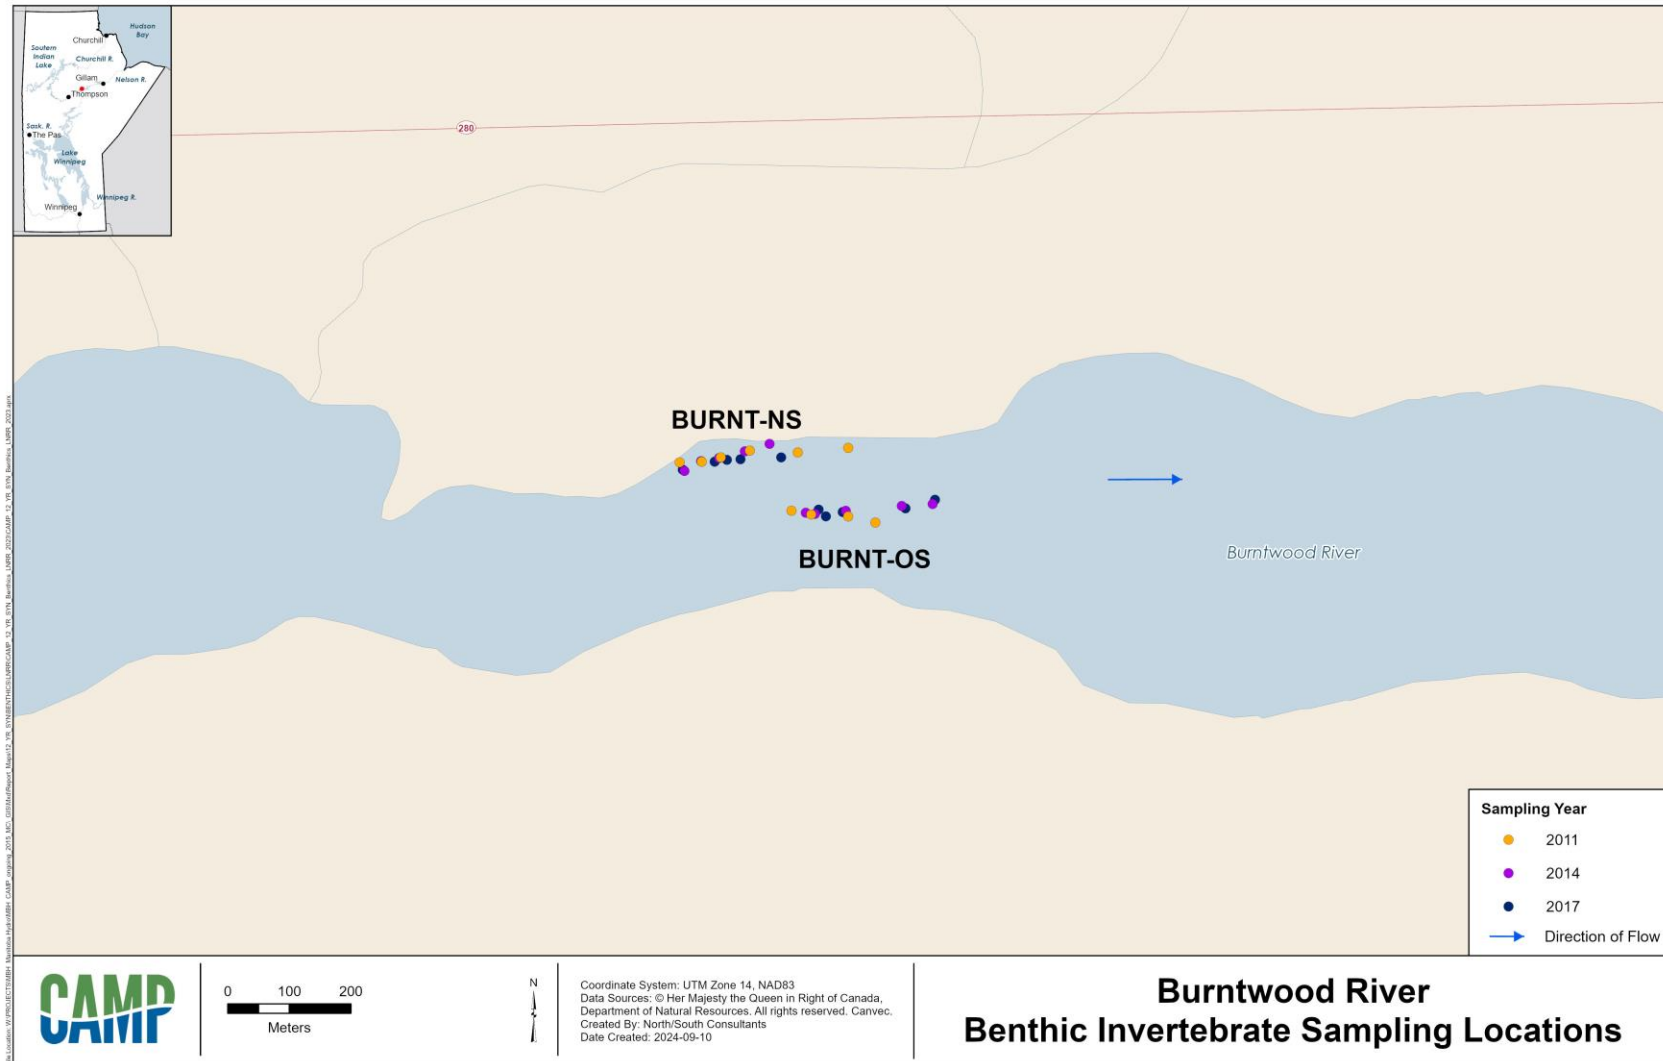 Hudson
Bay
Churchill
Soutern
Indian
Lake
Churchill R.
Gillam
Nelson R.
Thompson
Sask. R.
The Pas
Lake
Winnipeg
Winnipeg R.
Winnipeg
280
BURNT-NS
BURNT-OS
Burntwood River
Sampling Year
2011
2014
2017
Direction of Flow
CAMP
0 100 200
Meters
N
Coordinate System: UTM Zone 14, NAD83
Data Sources: © Her Majesty the Queen in Right of Canada,
Department of Natural Resources. All rights reserved. Canvec.
Created By: North/South Consultants
Date Created: 2024-09-10
Burntwood River
Benthic Invertebrate Sampling Locations